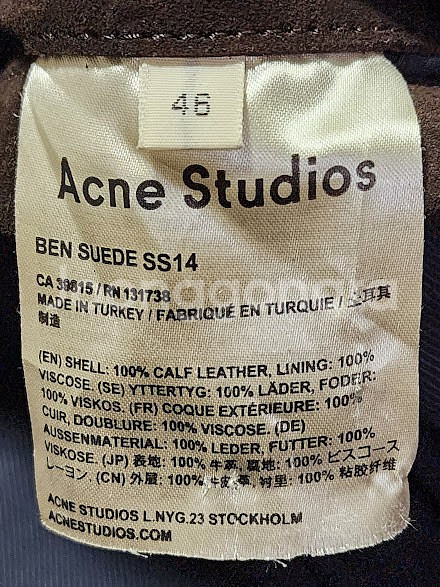 46
Acne Studios
BEN SUEDE SS14
CA 39815 / RN 131738
MADE IN TURKEY / FABRIQUÉ EN TURQUIE / 土耳其
制造
(EN) SHELL: 100% CALF LEATHER, LINING: 100%
VISCOSE. (SE) YTTERTYG: 100% LÄDER, FODER:
100% VISKOS. (FR) COQUE EXTÉRIEURE: 100%
CUIR, DOUBLURE: 100% VISCOSE. (DE)
AUSSENMATERIAL: 100% LEDER, FUTTER: 100%
VISKOSE. (JP) 表地: 100% 牛革, 裏地: 100% ビスコース
レーヨン. (CN) 外層: 100% 牛皮革, 衬里: 100% 粘胶纤维
ACNE STUDIOS L.NYG.23 STOCKHOLM
ACNESTUDIOS.COM